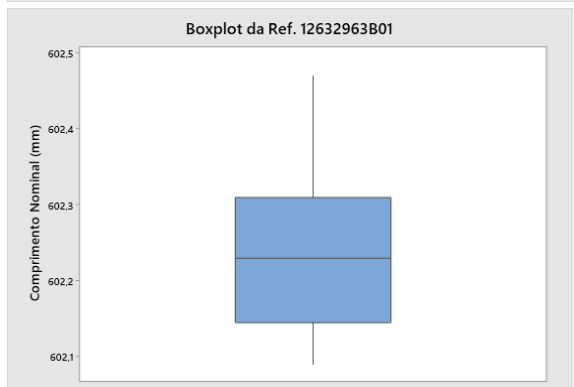 Boxplot da Ref. 12632963B01
Comprimento Nominal (mm)
602,5
602,4
602,3
602,2
602,1